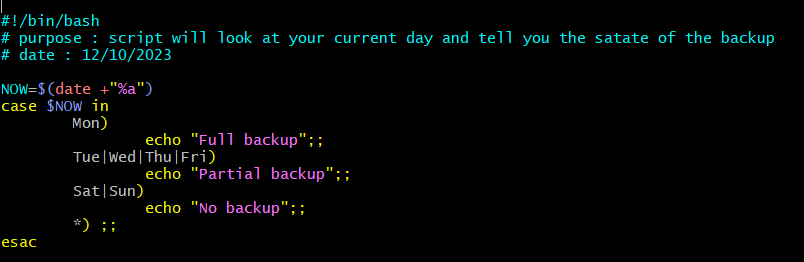 #!/bin/bash
# purpose : script will look at your current day and tell you the satate of the backup
# date : 12/10/2023

NOW=$(date +"%a")
case $NOW in
        Mon)
                echo "Full backup";;
        Tue|Wed|Thu|Fri)
                echo "Partial backup";;
        Sat|Sun)
                echo "No backup";;
        *) ;;
esac